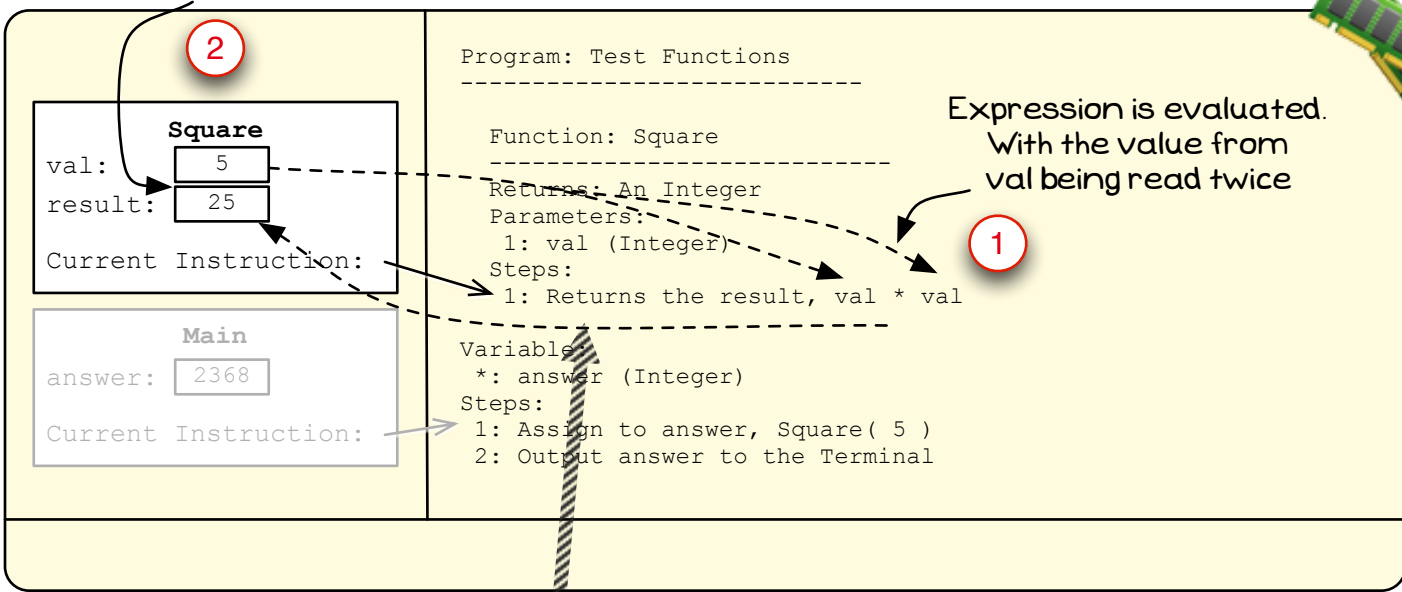 2
Square
val: 5
result: 25
Current Instruction:
Main
answer: 2368
Current Instruction:
Program: Test Functions
----------------------------
Function: Square
----------------------------
Returns: An Integer
Parameters:
1: val (Integer)
Steps:
1: Returns the result, val * val
Variable:
*: answer (Integer)
Steps:
1: Assign to answer, Square( 5 )
2: Output answer to the Terminal
Expression is evaluated.
With the value from
val being read twice
1